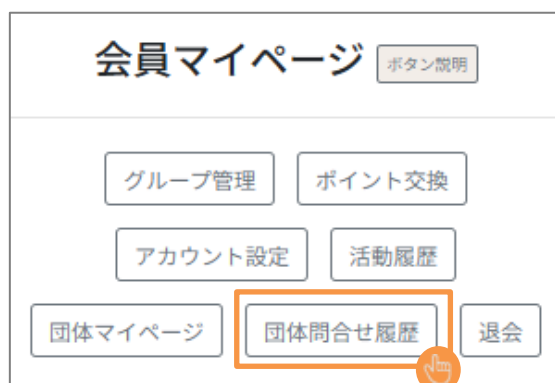 会員マイページ ボタン説明
グループ管理 ポイント交換
アカウント設定 活動履歴
団体マイページ 団体問合せ履歴 退会